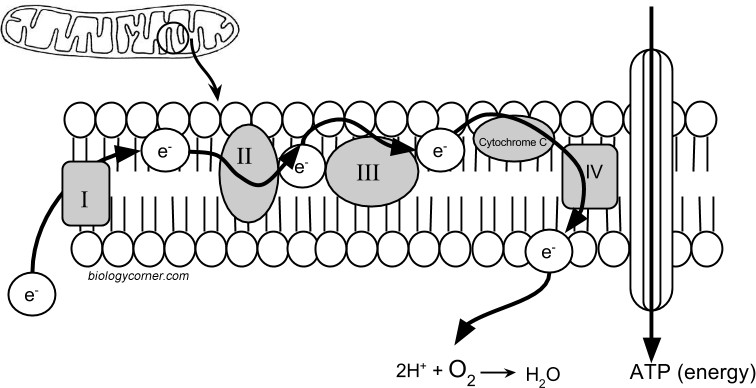 e-
II
e-
III
e-
Cytochrome C
IV
I
e-
biologycorner.com
e-
2H+ + O2 → H2O
ATP (energy)